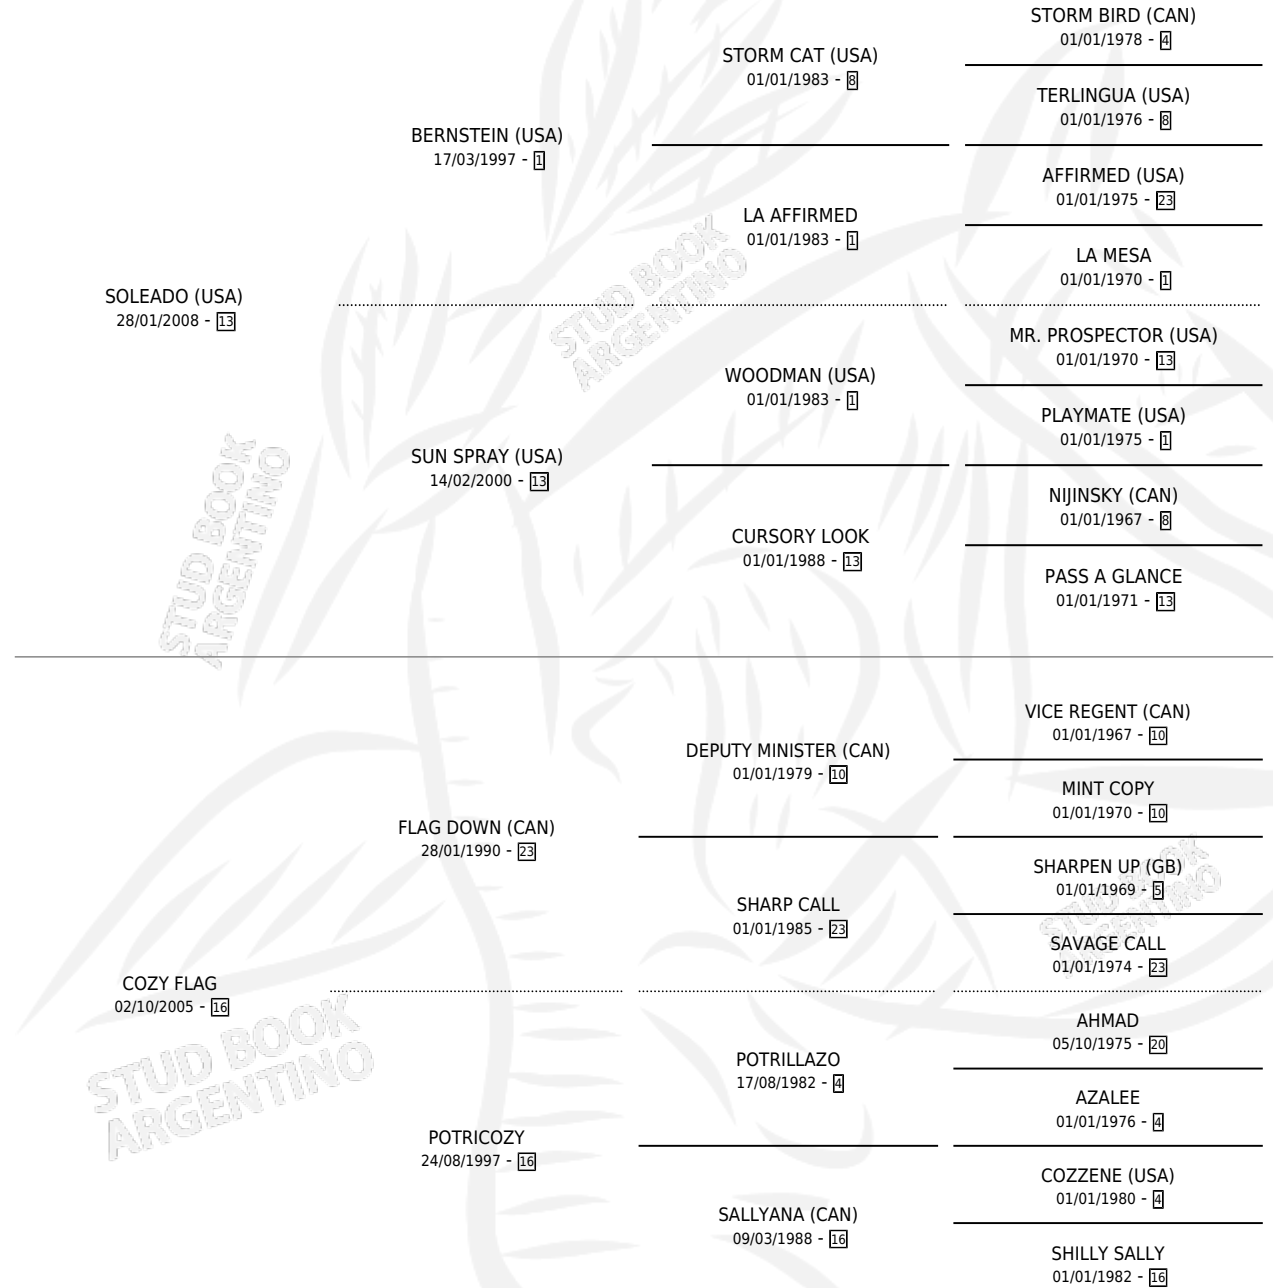 STORM BIRD (CAN)
01/01/1978 - 4
STORM CAT (USA)
01/01/1983 - 8
TERLINGUA (USA)
01/01/1976 - 8
BERNSTEIN (USA)
17/03/1997 - 1
AFFIRMED (USA)
01/01/1975 - 23
LA AFFIRMED
01/01/1983 - 1
LA MESA
01/01/1970 - 1
SOLEADO (USA)
28/01/2008 - 13
STUD BOOK
ARGENTINO
MR. PROSPECTOR (USA)
01/01/1970 - 13
WOODMAN (USA)
01/01/1983 - 1
PLAYMATE (USA)
01/01/1975 - 1
SUN SPRAY (USA)
14/02/2000 - 13
NIJINSKY (CAN)
01/01/1967 - 8
CURSORY LOOK
01/01/1988 - 13
PASS A GLANCE
01/01/1971 - 13
STUD BOOK
ARGENTINO
VICE REGENT (CAN)
01/01/1967 - 10
DEPUTY MINISTER (CAN)
01/01/1979 - 10
MINT COPY
01/01/1970 - 10
FLAG DOWN (CAN)
28/01/1990 - 23
SHARPEN UP (GB)
01/01/1969 - 5
SHARP CALL
01/01/1985 - 23
STUD BOOK
ARGENTINO
SAVAGE CALL
01/01/1974 - 23
COZY FLAG
02/10/2005 - 16
STUD BOOK
ARGENTINO
AHMAD
05/10/1975 - 20
POTRILLAZO
17/08/1982 - 4
AZALEE
01/01/1976 - 4
POTRICOZY
24/08/1997 - 16
COZZENE (USA)
01/01/1980 - 4
SALLYANA (CAN)
09/03/1988 - 16
SHILLY SALLY
01/01/1982 - 16